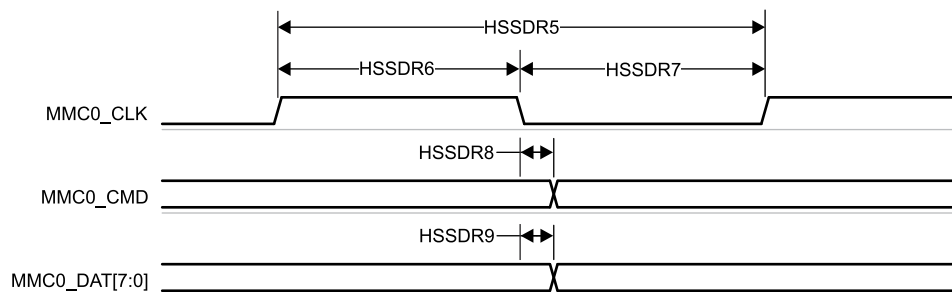 HSSDR5
HSSDR6 HSSDR7
MMC0_CLK
HSSDR8
MMC0_CMD
HSSDR9
MMC0_DAT[7:0]